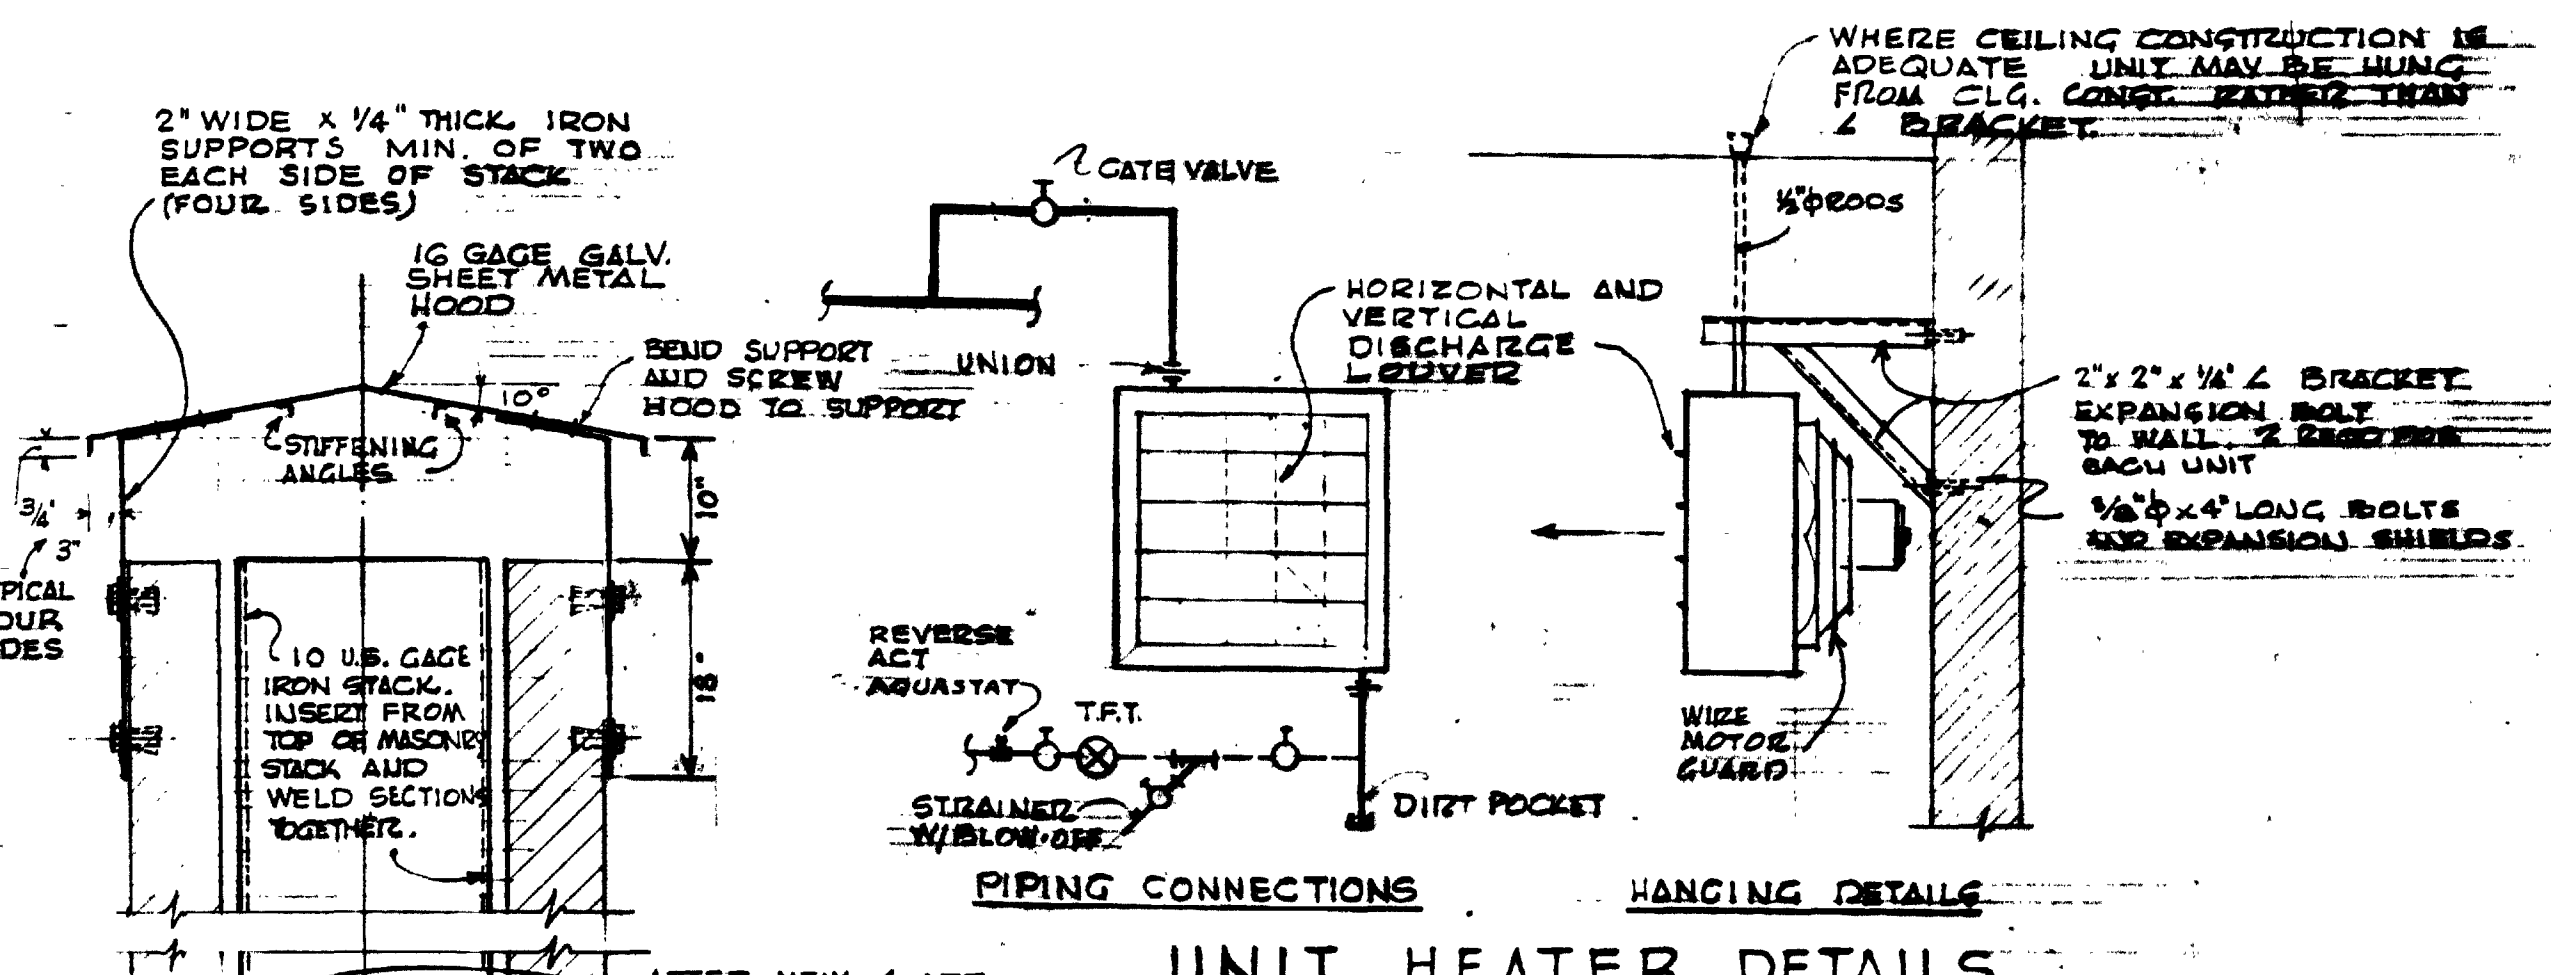 2" WIDE x 1/4" THICK IRON
SUPPORTS MIN. OF TWO
EACH SIDE OF STACK
(FOUR SIDES)
16 GAGE GALV.
SHEET METAL
HOOD
BEND SUPPORT
AND SCREW
HOOD TO SUPPORT
10°
STIFFENING
ANGLES
3/4"
3"
PICAL
OUR
DES
10"
18"
10 U.S. GAGE
IRON STACK.
INSERT FROM
TOP OF MASONRY
STACK AND
WELD SECTIONS
TOGETHER.
GATE VALVE
UNION
HORIZONTAL AND
VERTICAL
DISCHARGE
LOUVER
REVERSE
ACT
AQUASTAT
T.F.T.
STRAINER
W/BLOW-OFF
DIRT POCKET
PIPING CONNECTIONS
WHERE CEILING CONSTRUCTION IS
ADEQUATE UNIT MAY BE HUNG
FROM CLG. CONST. RATHER THAN
∠ BRACKET.
1/2"φ RODS
2" x 2" x 1/4" ∠ BRACKET
EXPANSION BOLT
TO WALL. 2 REQD FOR
EACH UNIT
φ x 4" LONG BOLTS
AND EXPANSION SHIELDS
WIRE
MOTOR
GUARD
HANGING DETAILS
UNIT HEATER DETAILS